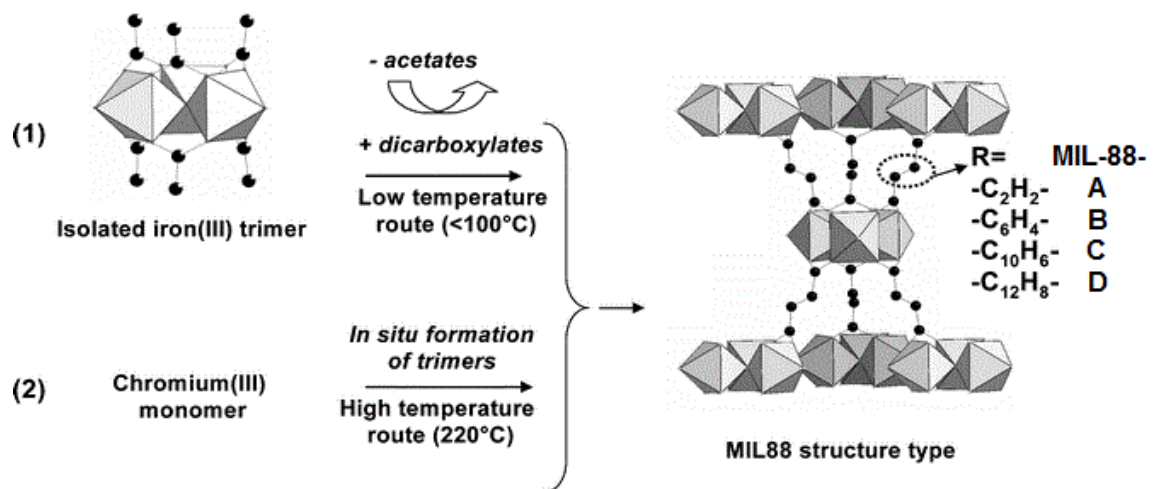 (1)
Isolated iron(III) trimer
- acetates
+ dicarboxylates
Low temperature
route (<100°C)
(2)
Chromium(III)
monomer
In situ formation
of trimers
High temperature
route (220°C)
R= MIL-88-
-C₂H₂- A
-C₆H₄- B
-C₁₀H₆- C
-C₁₂H₈- D
MIL88 structure type